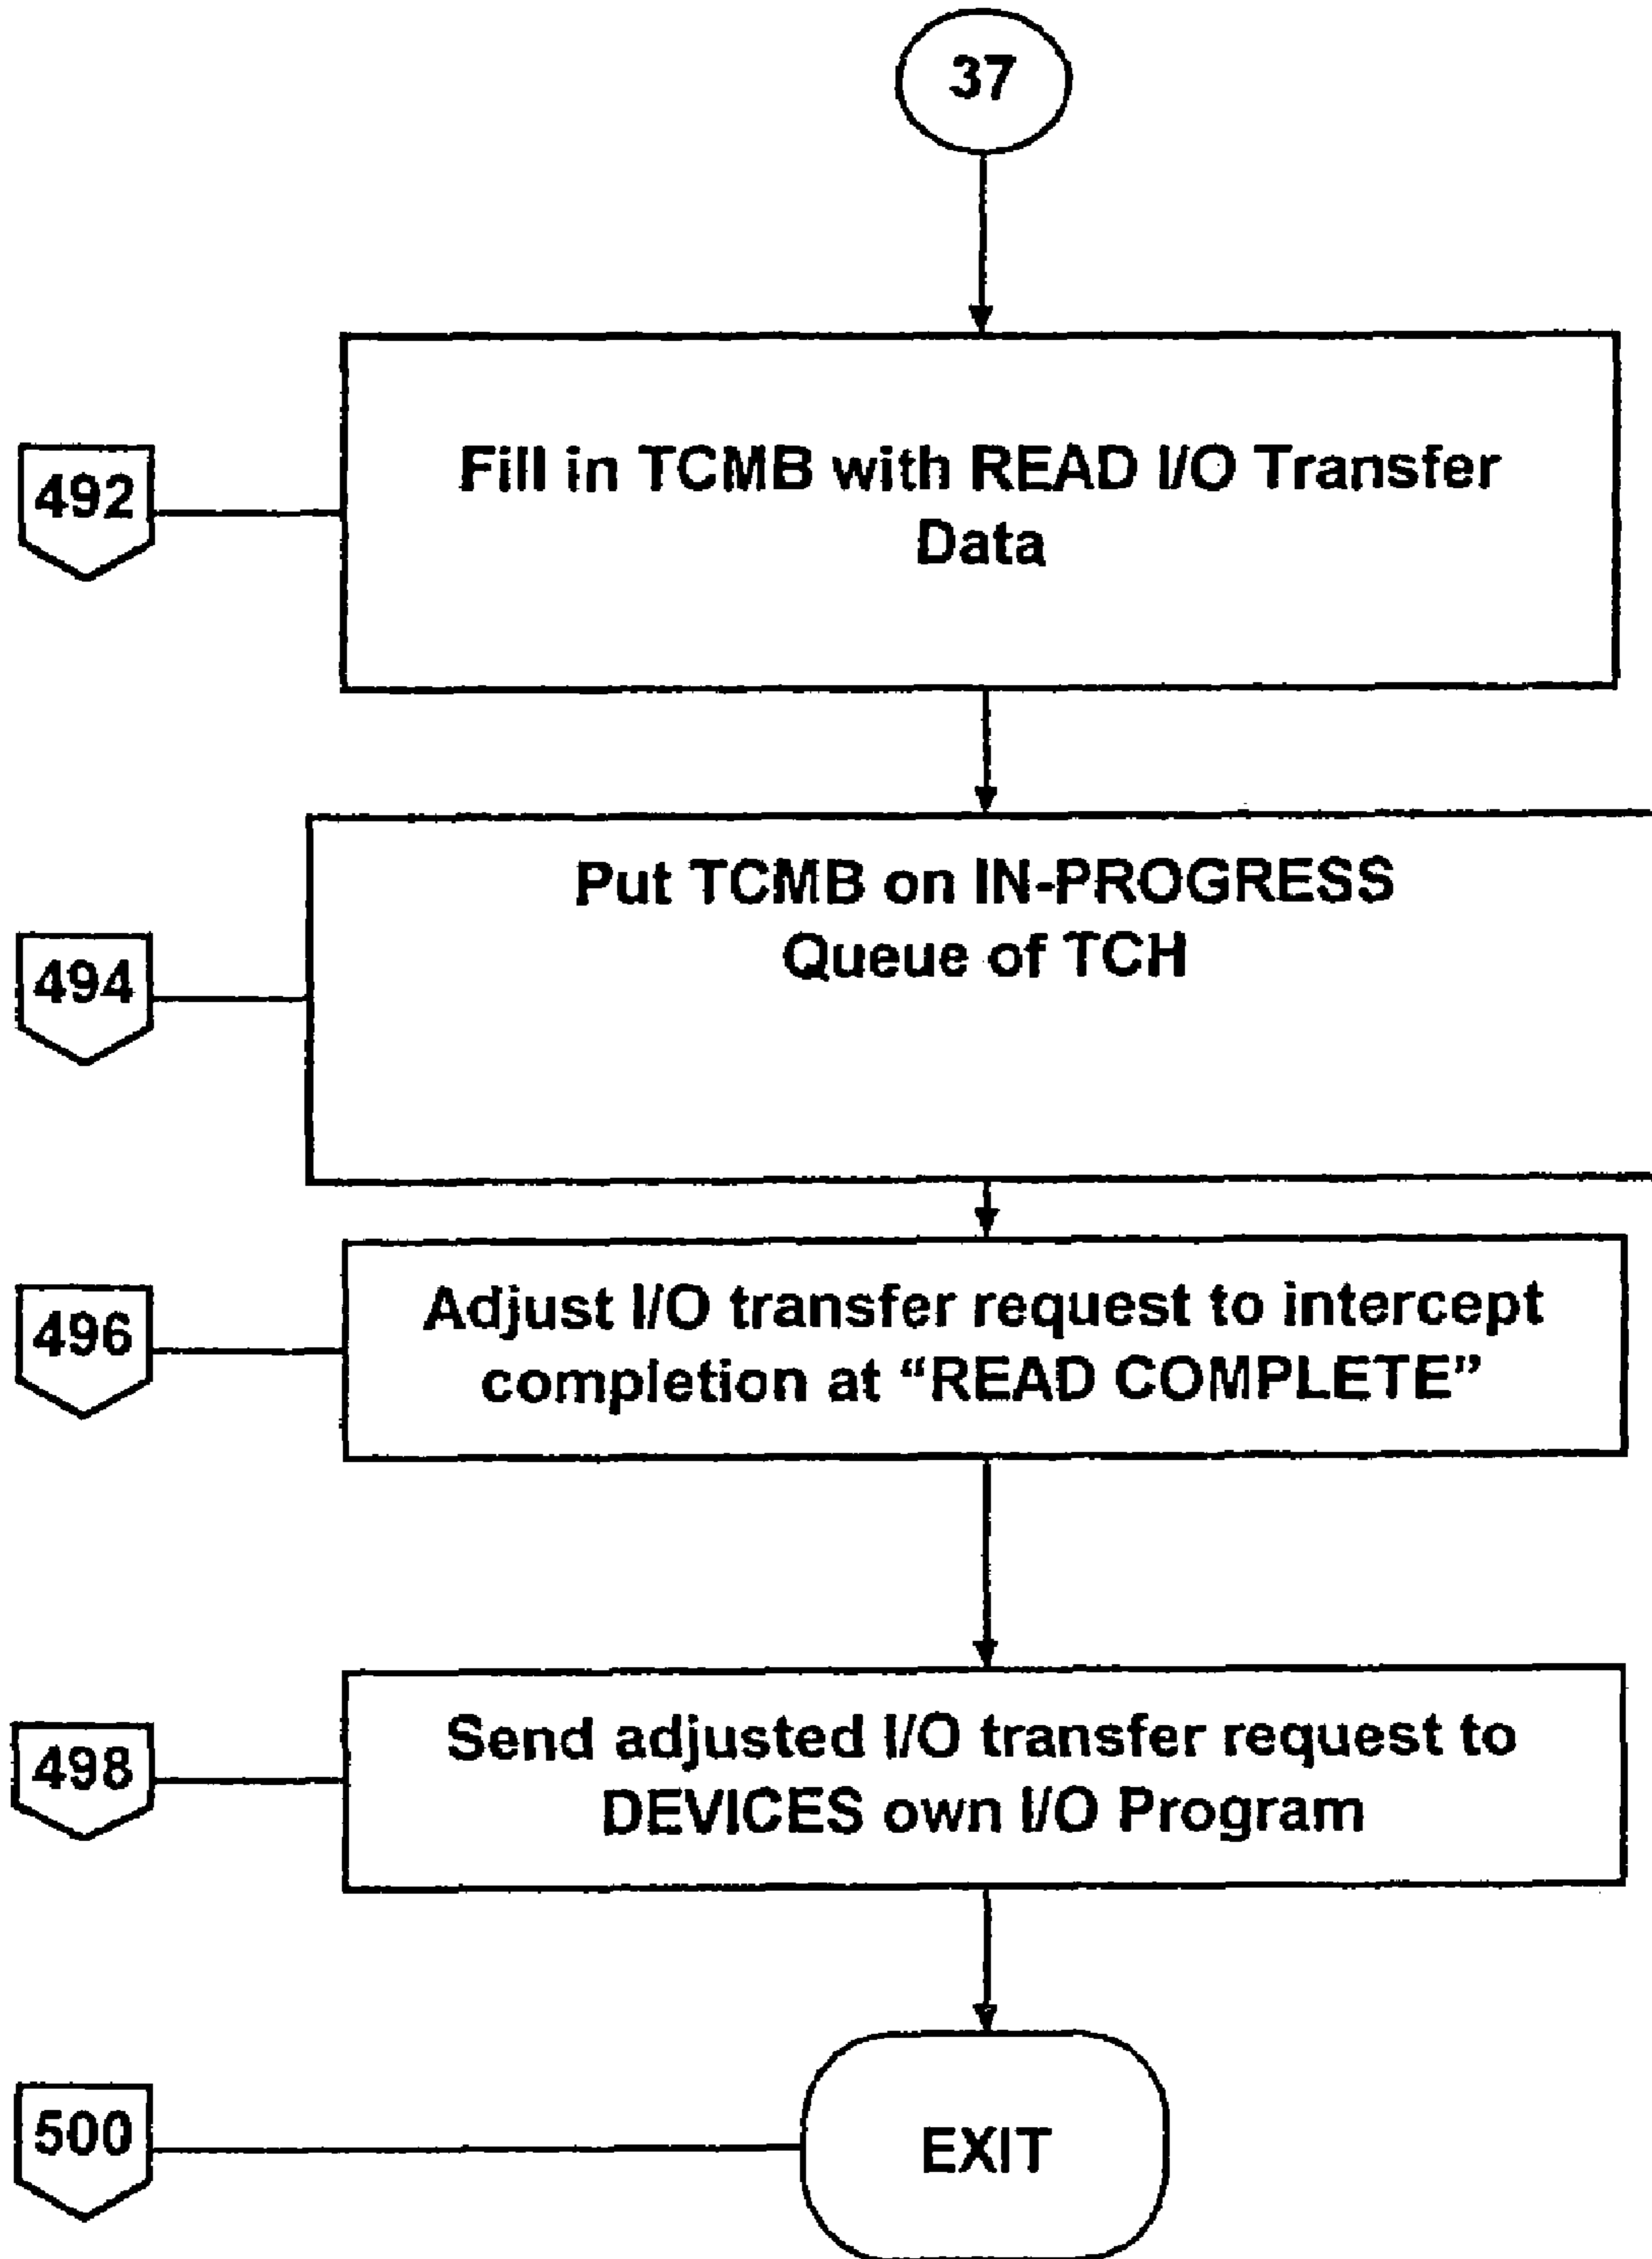 37
492
Fill in TCMB with READ I/O Transfer
Data
494
Put TCMB on IN-PROGRESS
Queue of TCH
496
Adjust I/O transfer request to intercept
completion at “READ COMPLETE”
498
Send adjusted I/O transfer request to
DEVICES own I/O Program
500
EXIT